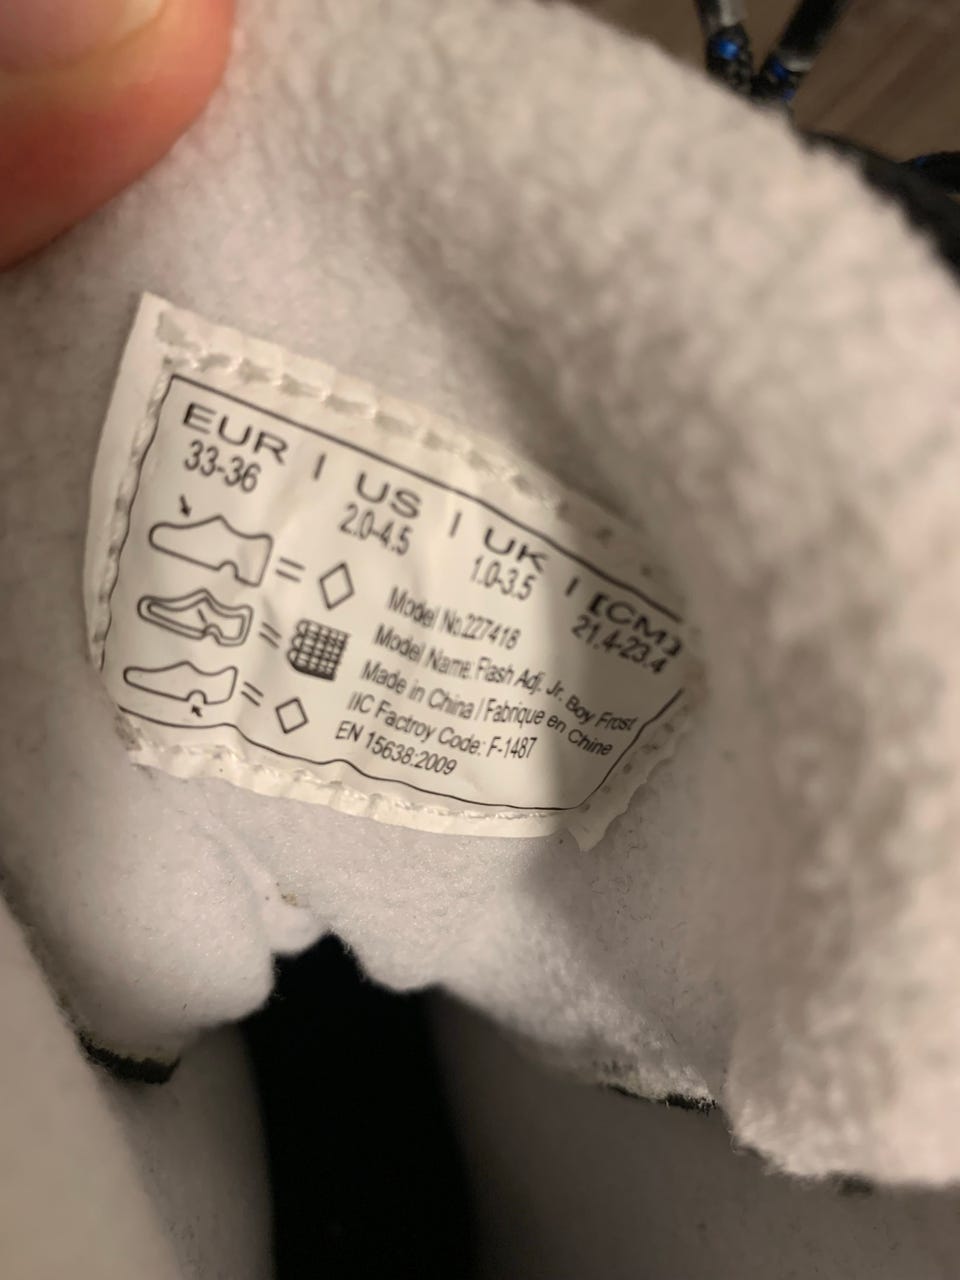 EUR | US | UK | [CM]
33-36 2.0-4.5 1.0-3.5 21.4-23.4
Model No.227418
Model Name: Flash Adj. Jr. Boy Frost
Made in China / Fabrique en Chine
IIC Factroy Code: F-1487
EN 15638:2009